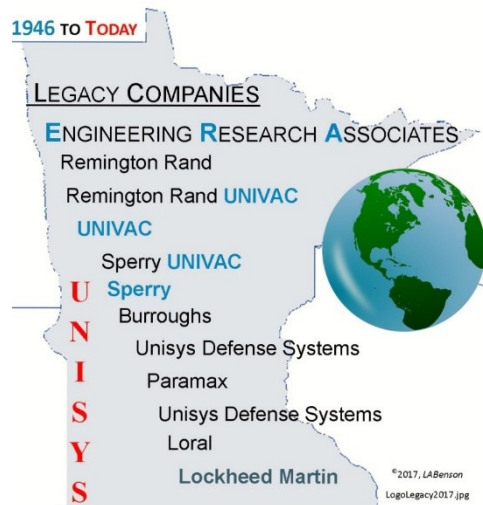 1946 TO TODAY
LEGACY COMPANIES
ENGINEERING RESEARCH ASSOCIATES
Remington Rand
Remington Rand UNIVAC
UNIVAC
Sperry UNIVAC
Sperry
Burroughs
Unisys Defense Systems
Paramax
Unisys Defense Systems
Loral
Lockheed Martin
UNISYS
©2017, LABenson
LogoLegacy2017.jpg